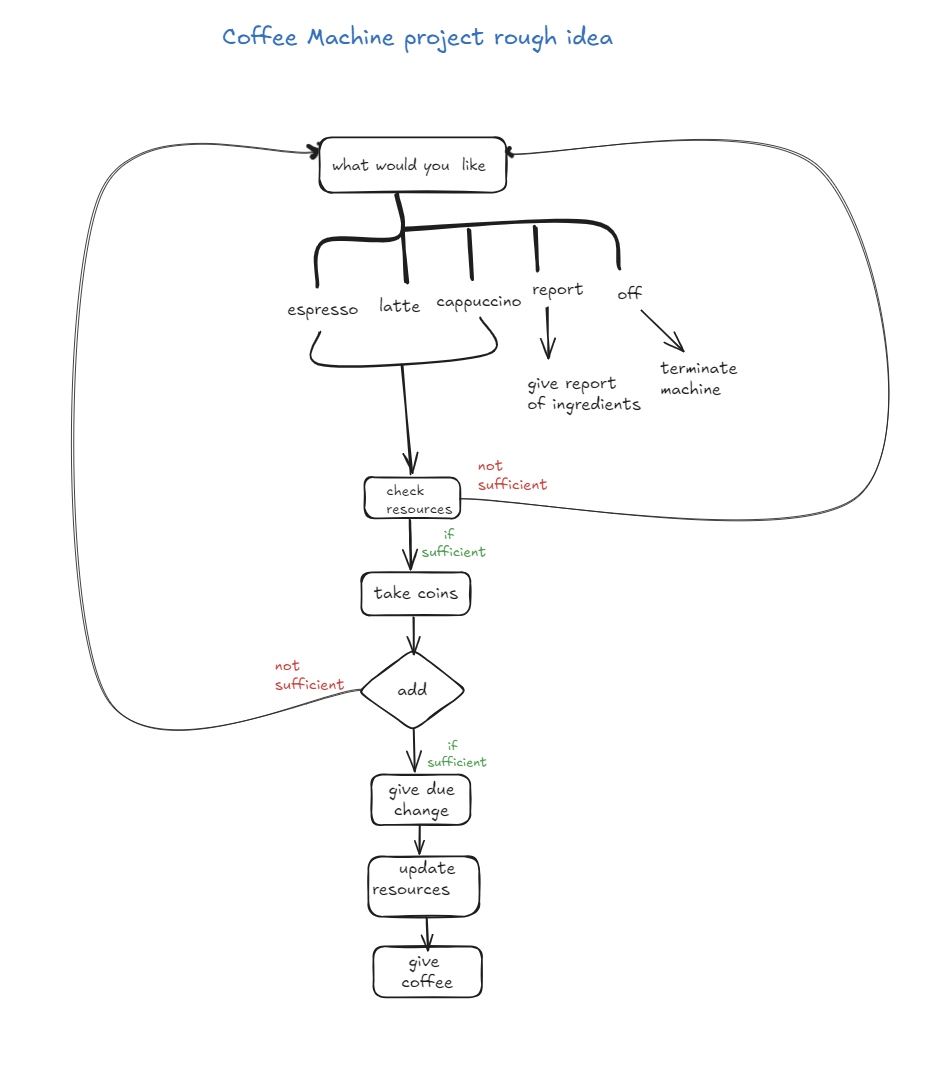 Coffee Machine project rough idea
what would you like
espresso
latte
cappuccino
report
off
give report
of ingredients
terminate
machine
check
resources
not
sufficient
if
sufficient
take coins
add
not
sufficient
if
sufficient
give due
change
update
resources
give
coffee